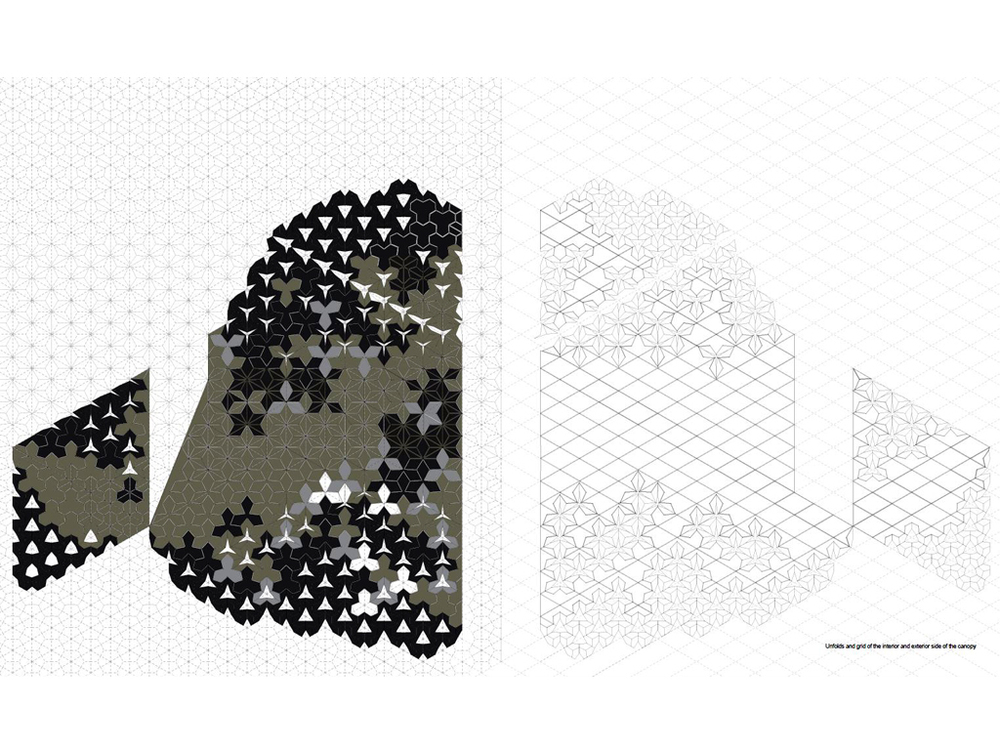 Unfolds and grid of the interior and exterior side of the canopy